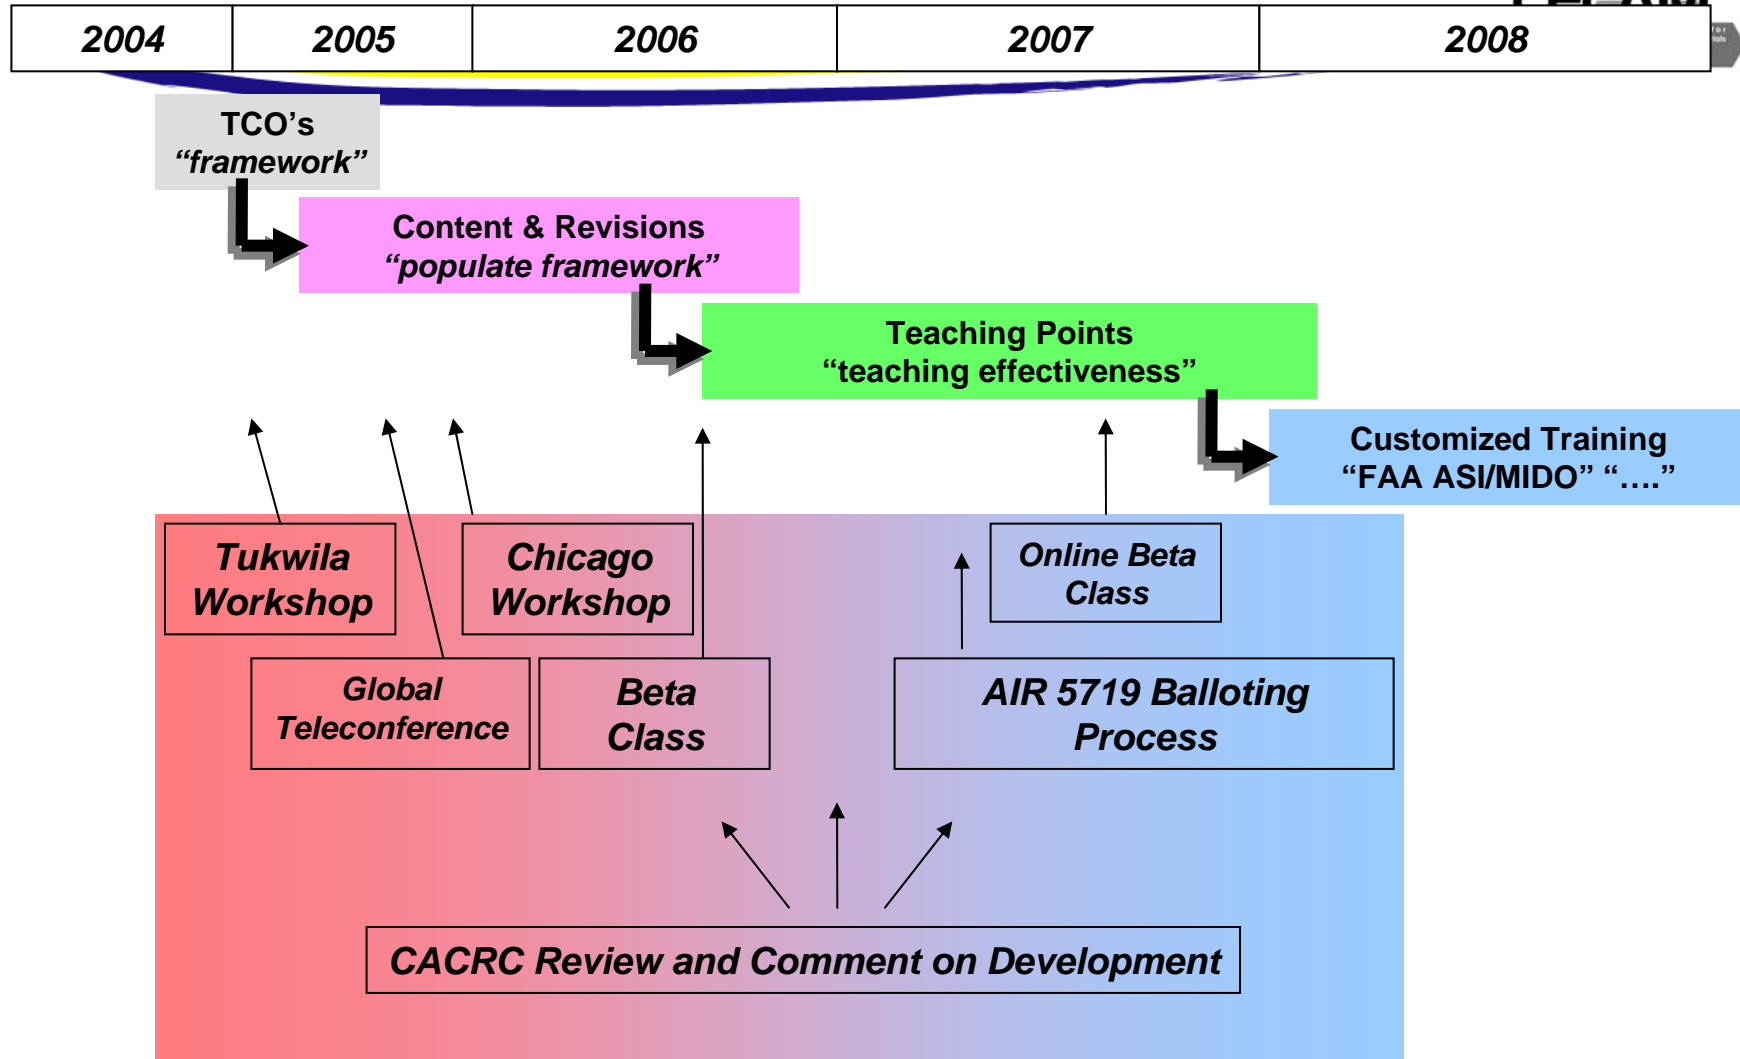 2004 2005 2006 2007 2008
TCO's
“framework”
Content & Revisions
“populate framework”
Teaching Points
“teaching effectiveness”
Customized Training
“FAA ASI/MIDO” “....”
Tukwila
Workshop
Chicago
Workshop
Online Beta
Class
Global
Teleconference
Beta
Class
AIR 5719 Balloting
Process
CACRC Review and Comment on Development